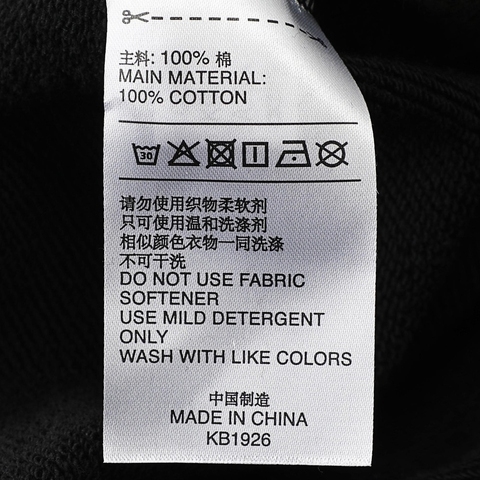 主料: 100% 棉
MAIN MATERIAL:
100% COTTON
30
请勿使用织物柔软剂
只可使用温和洗涤剂
相似颜色衣物一同洗涤
不可干洗
DO NOT USE FABRIC
SOFTENER
USE MILD DETERGENT
ONLY
WASH WITH LIKE COLORS
中国制造
MADE IN CHINA
KB1926